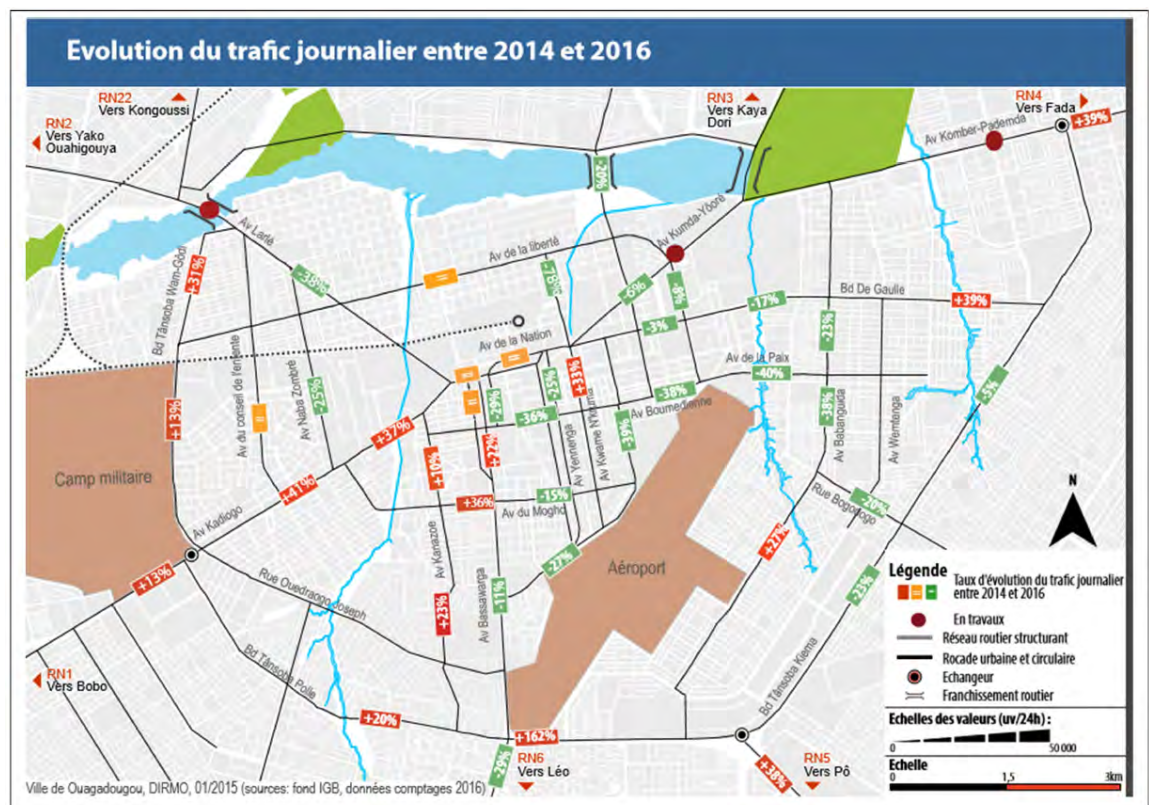 Evolution du trafic journalier entre 2014 et 2016
RN22
Vers Kongoussi
RN2
Vers Yako
Ouahigouya
RN3
Vers Kaya
Dori
RN4
Vers Fada
+39%
Av Komber-Pademda
-20%
Av Larlé
+31%
Bd Tânsoba Wam-Gôdi
-38%
Av de la liberté
=
Av Kumda-Yôoré
-6%
-8%
-17%
Bd De Gaulle
+39%
-3%
-23%
Av de la Nation
=
=
=
Av de la Paix
-40%
-5%
+33%
-25%
-29%
-38%
Av Boumedienne
-36%
-39%
-38%
Av Babanguida
Av Wemtenga
+13%
Av du conseil de l'entente
=
Av Naba Zombré
-25%
+37%
+41%
+10%
+22%
Av Yennenga
Av Kwame N'kruma
Camp militaire
+36%
-15%
Av du Mogho
Rue Bogodogo
-20%
Av Kadiogo
+13%
Av Kanazoe
+23%
Av Bassawarga
-11%
-27%
Aéroport
+27%
-23%
Rue Ouedraogo Joseph
Bd Tânsoba Polle
+20%
+162%
-29%
Bd Tânsoba Kiema
+38%
RN1
Vers Bobo
RN6
Vers Léo
RN5
Vers Pô
N
Légende
Taux d'évolution du trafic journalier
entre 2014 et 2016
En travaux
Réseau routier structurant
Rocade urbaine et circulaire
Echangeur
Franchissement routier
Echelles des valeurs (uv/24h) :
0
50 000
Echelle
0
1,5
3km
Ville de Ouagadougou, DIRMO, 01/2015 (sources: fond IGB, données comptages 2016)